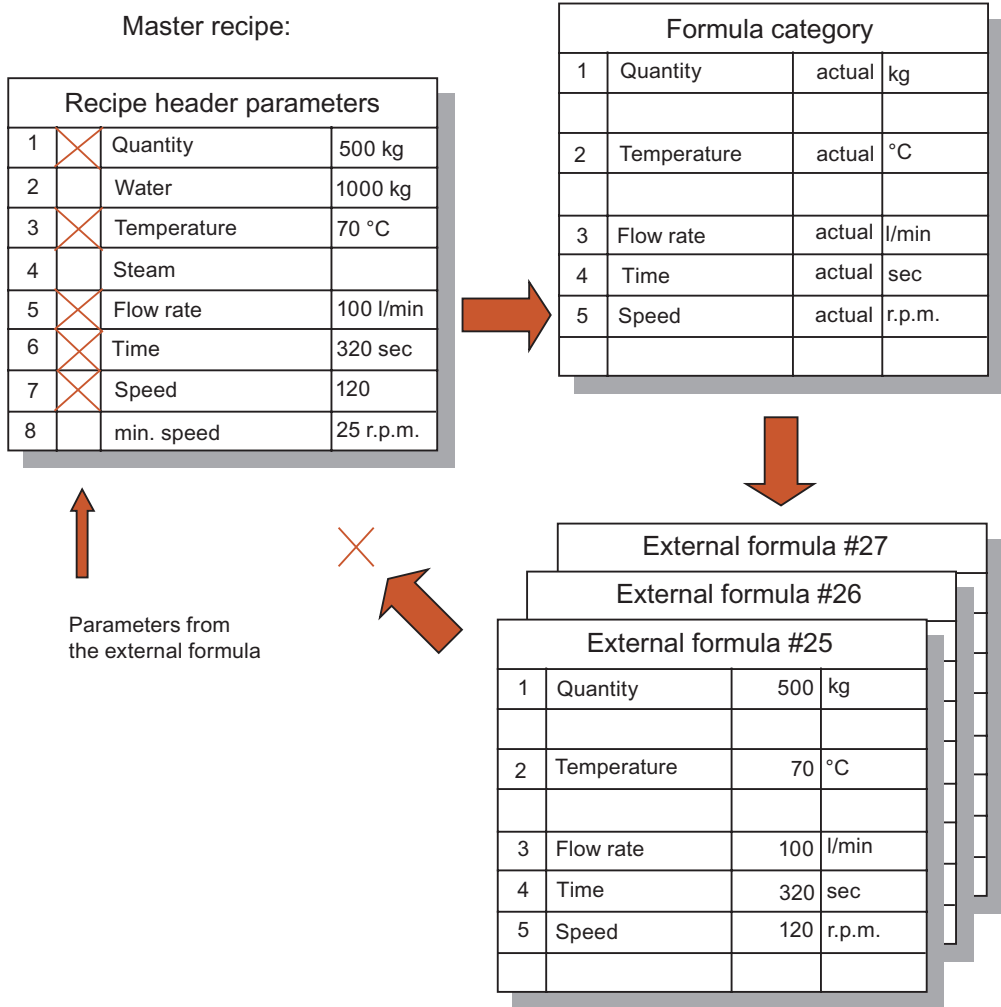 Master recipe:
Recipe header parameters
1 Quantity 500 kg
2 Water 1000 kg
3 Temperature 70 °C
4 Steam
5 Flow rate 100 l/min
6 Time 320 sec
7 Speed 120
8 min. speed 25 r.p.m.
Parameters from
the external formula
Formula category
1 Quantity actual kg
2 Temperature actual °C
3 Flow rate actual l/min
4 Time actual sec
5 Speed actual r.p.m.
External formula #27
External formula #26
External formula #25
1 Quantity 500 kg
2 Temperature 70 °C
3 Flow rate 100 l/min
4 Time 320 sec
5 Speed 120 r.p.m.